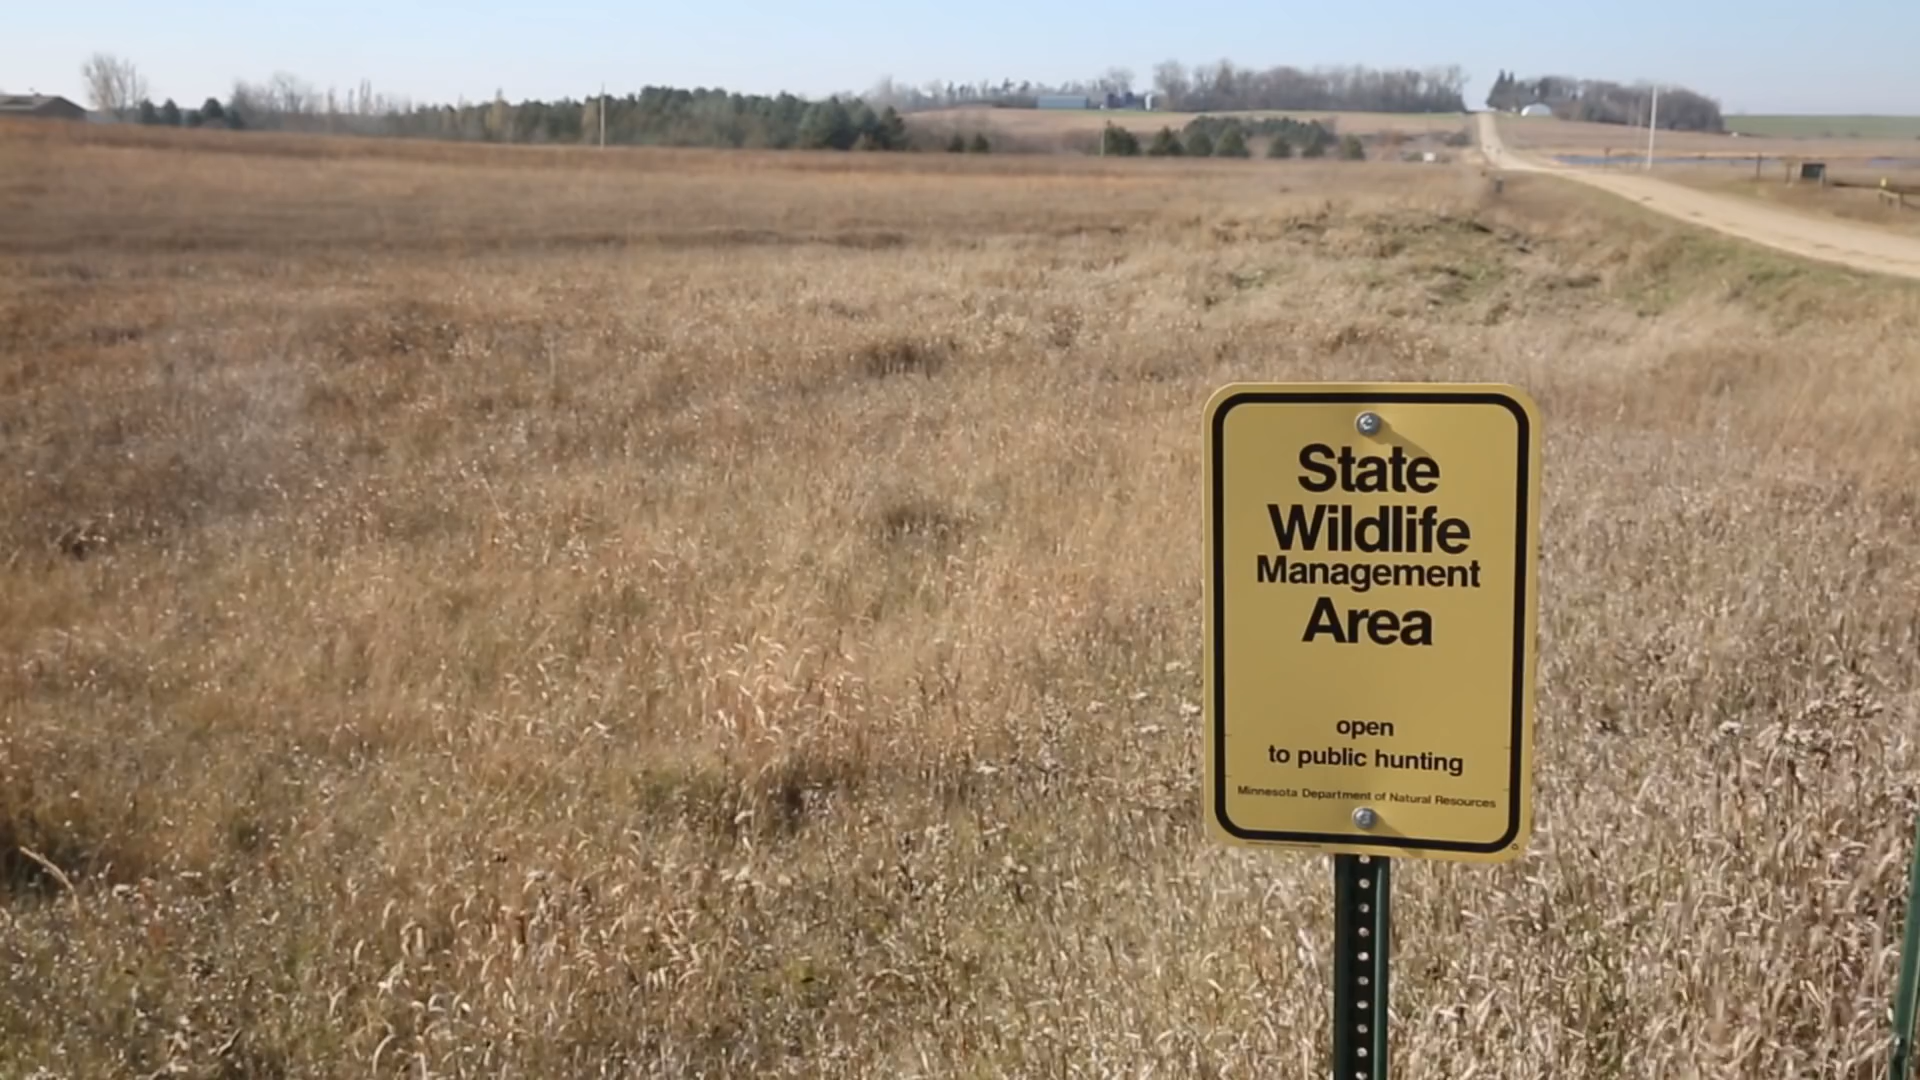 State
Wildlife
Management
Area
open
to public hunting
Minnesota Department of Natural Resources